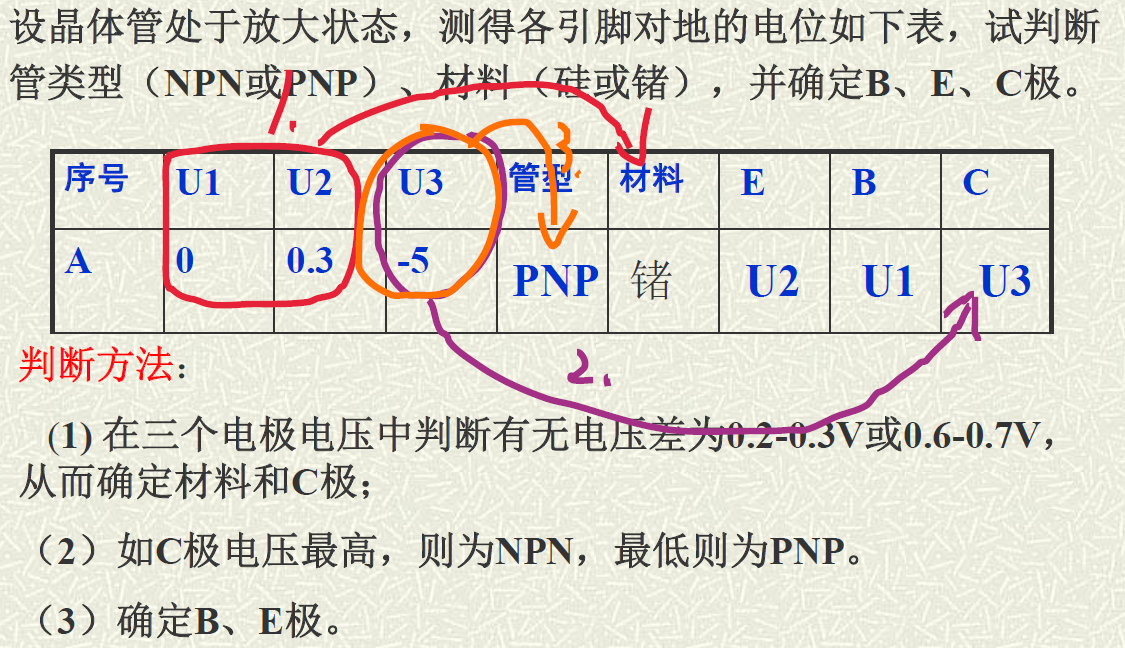 设晶体管处于放大状态，测得各引脚对地的电位如下表，试判断
管类型（NPN或PNP）、材料（硅或锗），并确定B、E、C极。
1.
3.
序号 U1 U2 U3 管型 材料 E B C
A 0 0.3 -5 PNP 锗 U2 U1 U3
判断方法：
2.
(1) 在三个电极电压中判断有无电压差为0.2-0.3V或0.6-0.7V，
从而确定材料和C极；
（2）如C极电压最高，则为NPN，最低则为PNP。
（3）确定B、E极。